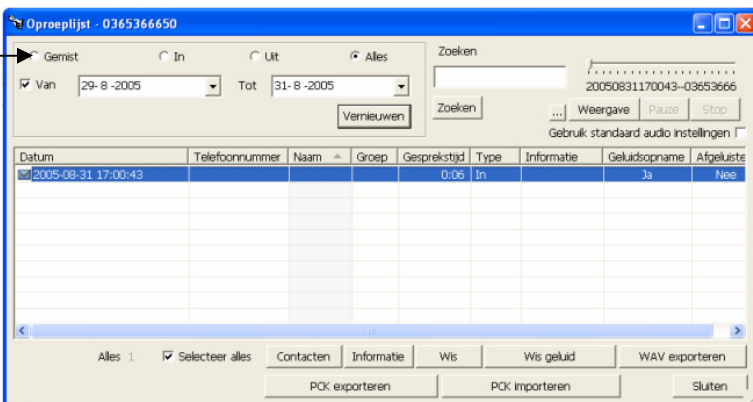 Oproeplijst - 0365366650
Gemist In Uit Alles
Van 29- 8 -2005 Tot 31- 8 -2005
Vernieuwen
Zoeken
Zoeken
20050831170043--03653666
... Weergave Pauze Stop
Gebruik standaard audio instellingen
Datum Telefoonnummer Naam Groep Gesprekstijd Type Informatie Geluidsopname Afgeluiste
2005-08-31 17:00:43 0:06 In Ja Nee
Alles 1 Selecteer alles Contacten Informatie Wis Wis geluid WAV exporteren
PCK exporteren PCK importeren Sluiten